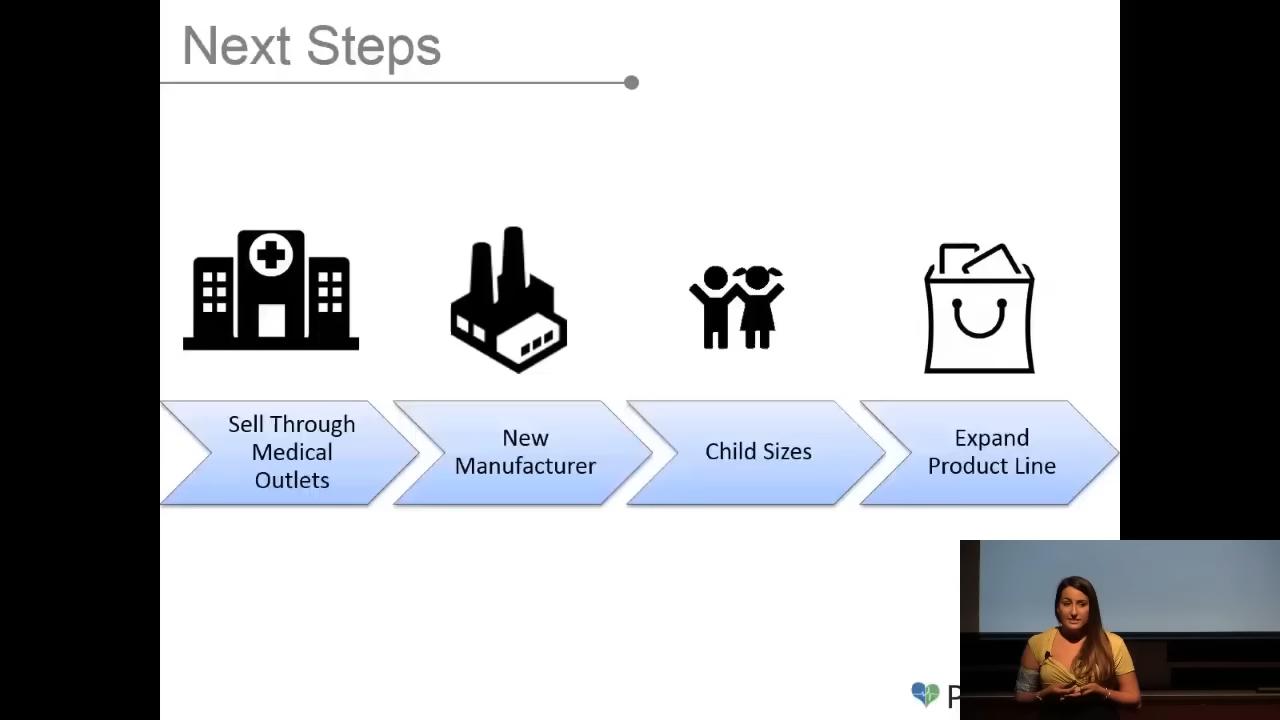 Next Steps
Sell Through
Medical
Outlets
New
Manufacturer
Child Sizes
Expand
Product Line
P